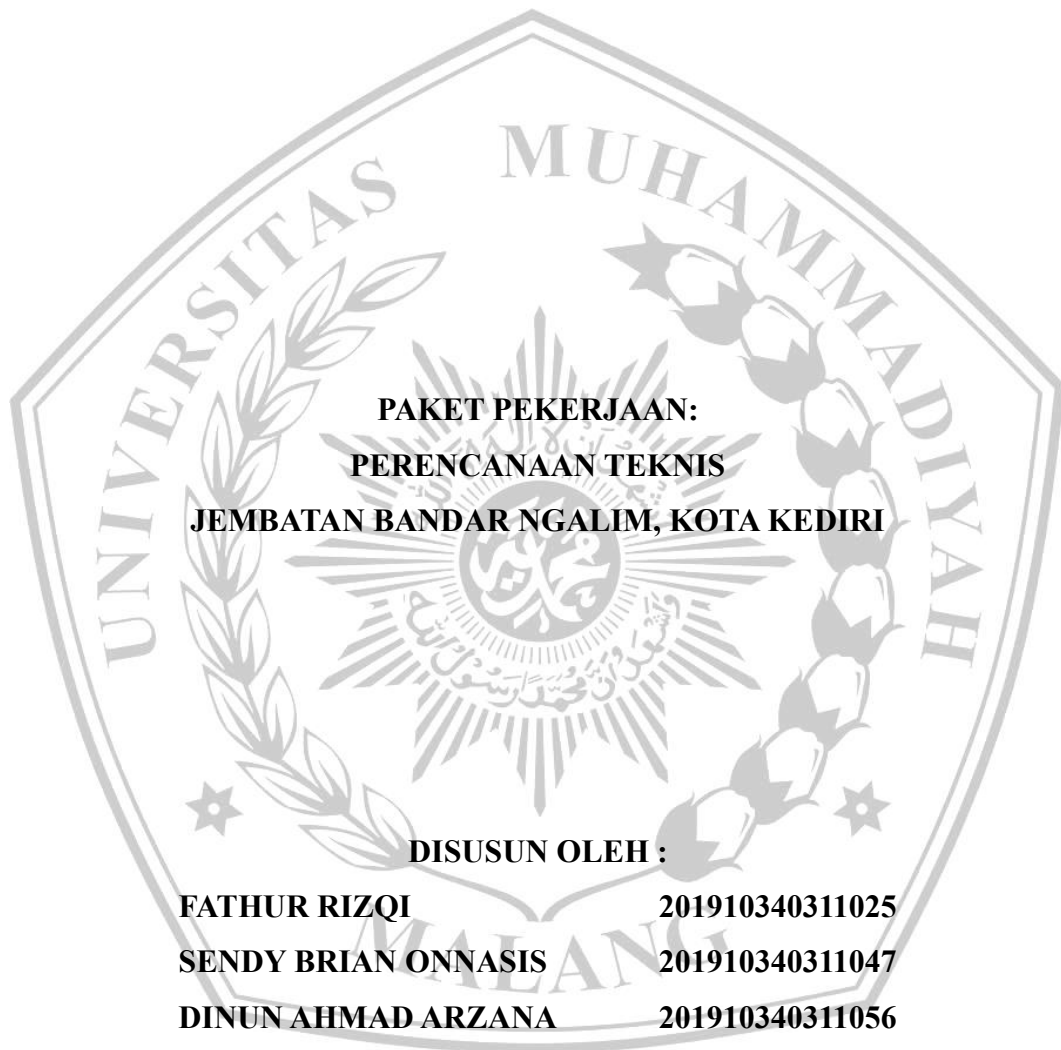 UNIVERSITAS MUHAMMADIYAH
PAKET PEKERJAAN:
PERENCANAAN TEKNIS
JEMBATAN BANDAR NGALIM, KOTA KEDIRI
DISUSUN OLEH :
FATHUR RIZQI 201910340311025
SENDY BRIAN ONNASIS 201910340311047
DINUN AHMAD ARZANA 201910340311056
MALANG